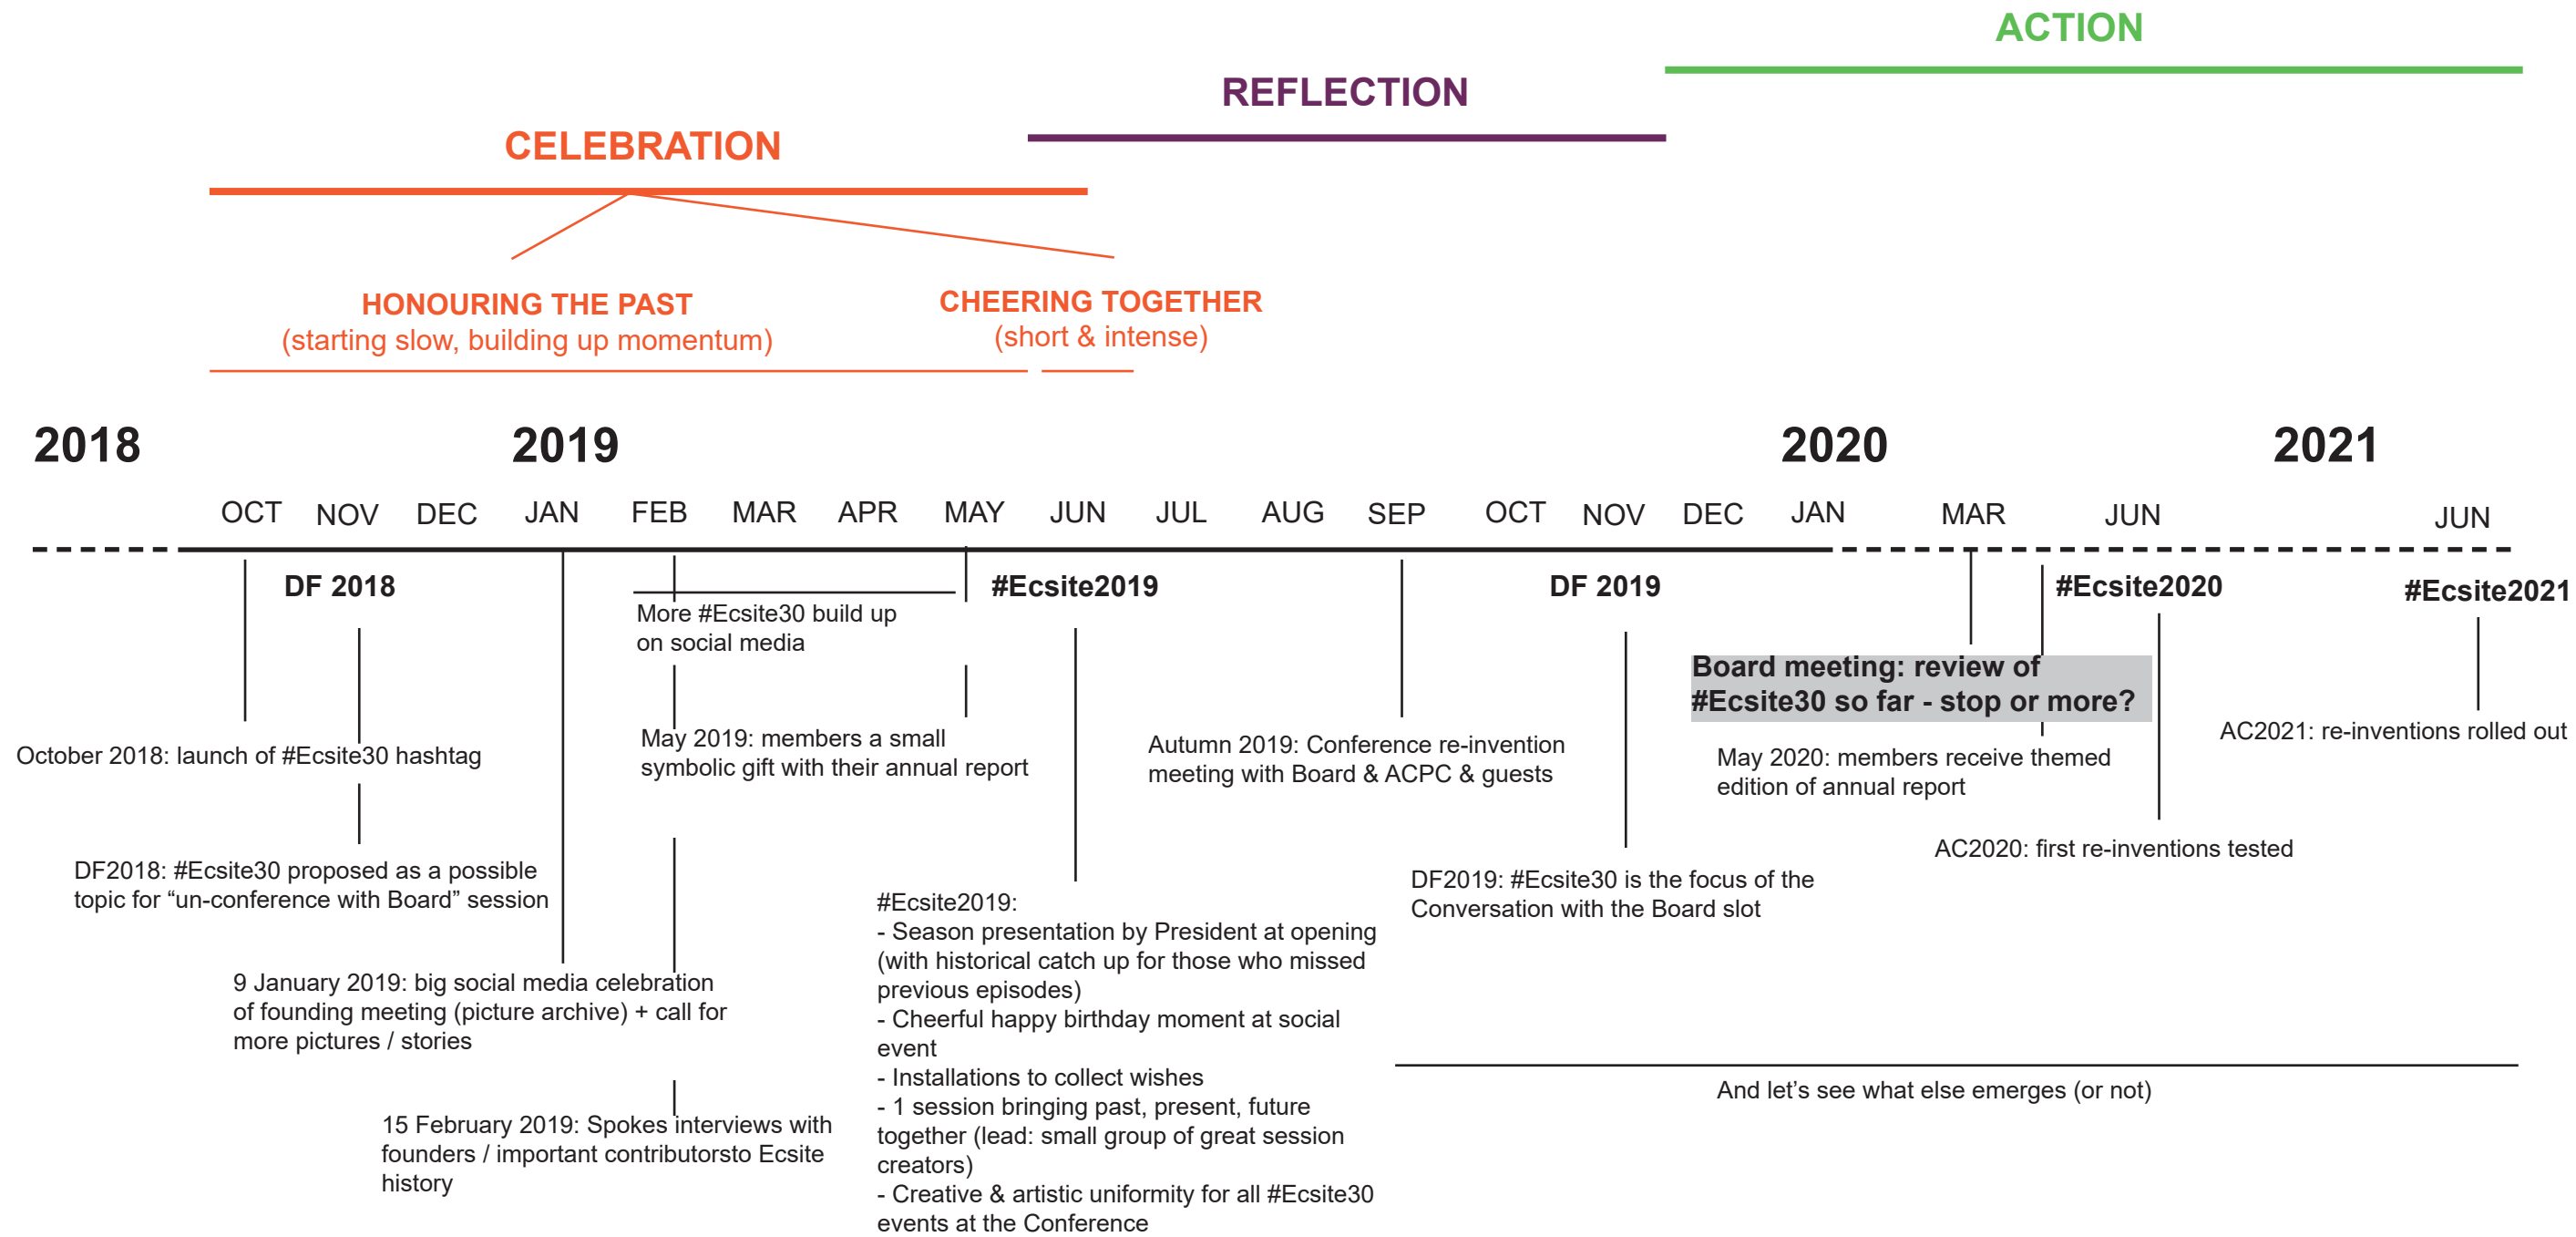 ACTION
REFLECTION
CELEBRATION
HONOURING THE PAST
(starting slow, building up momentum)
CHEERING TOGETHER
(short & intense)
2018
2019
2020
2021
OCT
NOV
DEC
JAN
FEB
MAR
APR
MAY
JUN
JUL
AUG
SEP
OCT
NOV
DEC
JAN
MAR
JUN
JUN
DF 2018
#Ecsite2019
DF 2019
#Ecsite2020
#Ecsite2021
More #Ecsite30 build up
on social media
Board meeting: review of
#Ecsite30 so far - stop or more?
October 2018: launch of #Ecsite30 hashtag
May 2019: members a small
symbolic gift with their annual report
Autumn 2019: Conference re-invention
meeting with Board & ACPC & guests
May 2020: members receive themed
edition of annual report
AC2021: re-inventions rolled out
AC2020: first re-inventions tested
DF2018: #Ecsite30 proposed as a possible
topic for “un-conference with Board” session
DF2019: #Ecsite30 is the focus of the
Conversation with the Board slot
9 January 2019: big social media celebration
of founding meeting (picture archive) + call for
more pictures / stories
15 February 2019: Spokes interviews with
founders / important contributorsto Ecsite
history
#Ecsite2019:
- Season presentation by President at opening
(with historical catch up for those who missed
previous episodes)
- Cheerful happy birthday moment at social
event
- Installations to collect wishes
- 1 session bringing past, present, future
together (lead: small group of great session
creators)
- Creative & artistic uniformity for all #Ecsite30
events at the Conference
And let’s see what else emerges (or not)